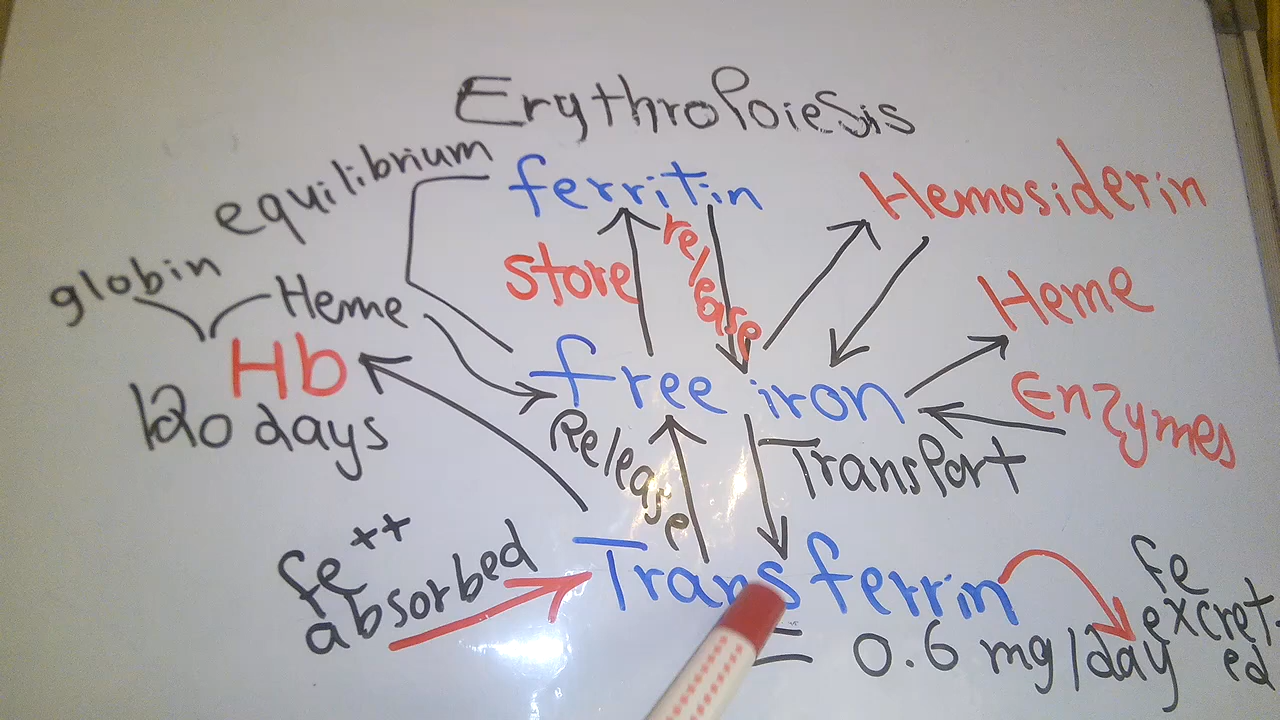 ErythroPoiesis
equilibrium
ferritin
Hemosiderin
globin
Heme
store
release
Heme
Hb
free iron
Enzymes
120 days
Release
TransPort
fe++
absorbed
Transferrin
fe
excret-
ed
= 0.6 mg/day